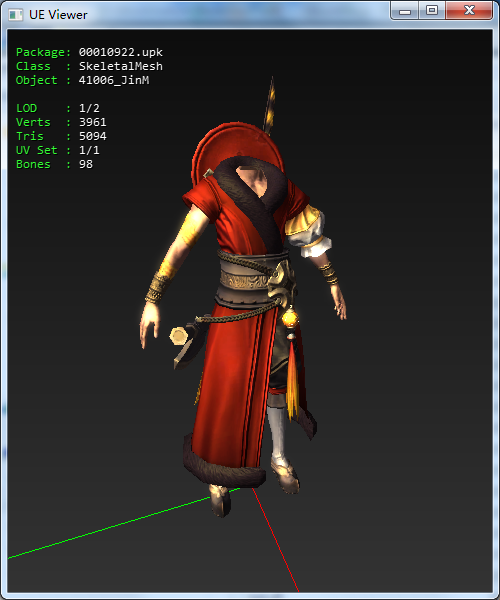 UE Viewer
Package: 00010922.upk
Class : SkeletalMesh
Object : 41006_JinM
LOD : 1/2
Verts : 3961
Tris : 5094
UV Set : 1/1
Bones : 98